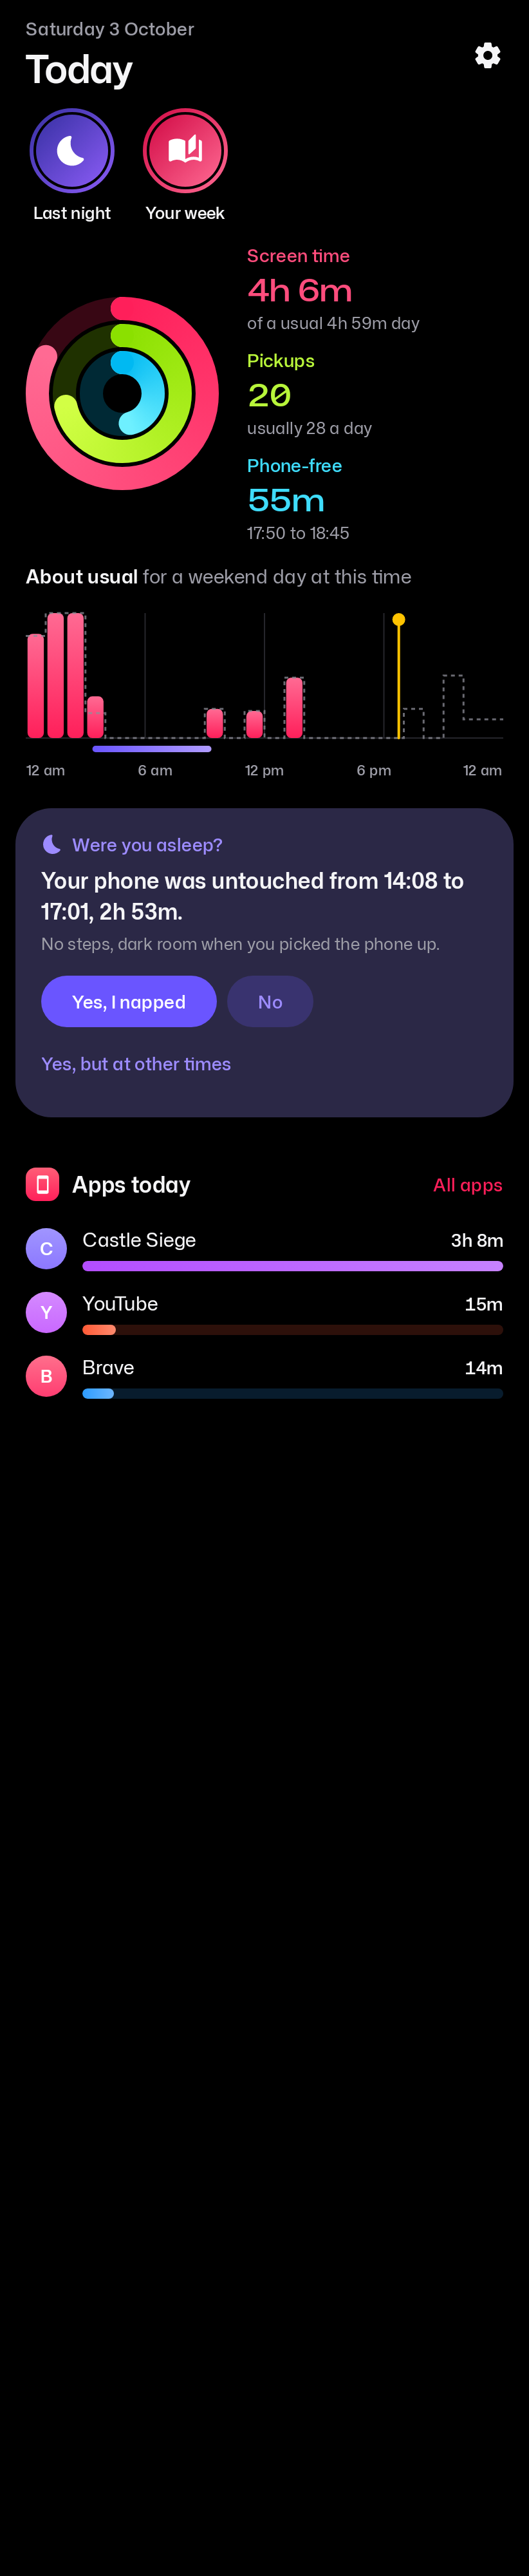 Saturday 3 October
Today
Last night
Your week
Screen time
4h 6m
of a usual 4h 59m day
Pickups
20
usually 28 a day
Phone-free
55m
17:50 to 18:45
About usual for a weekend day at this time
12 am 6 am 12 pm 6 pm 12 am
Were you asleep?
Your phone was untouched from 14:08 to
17:01, 2h 53m.
No steps, dark room when you picked the phone up.
Yes, I napped
No
Yes, but at other times
Apps today
All apps
C
Castle Siege
3h 8m
Y
YouTube
15m
B
Brave
14m